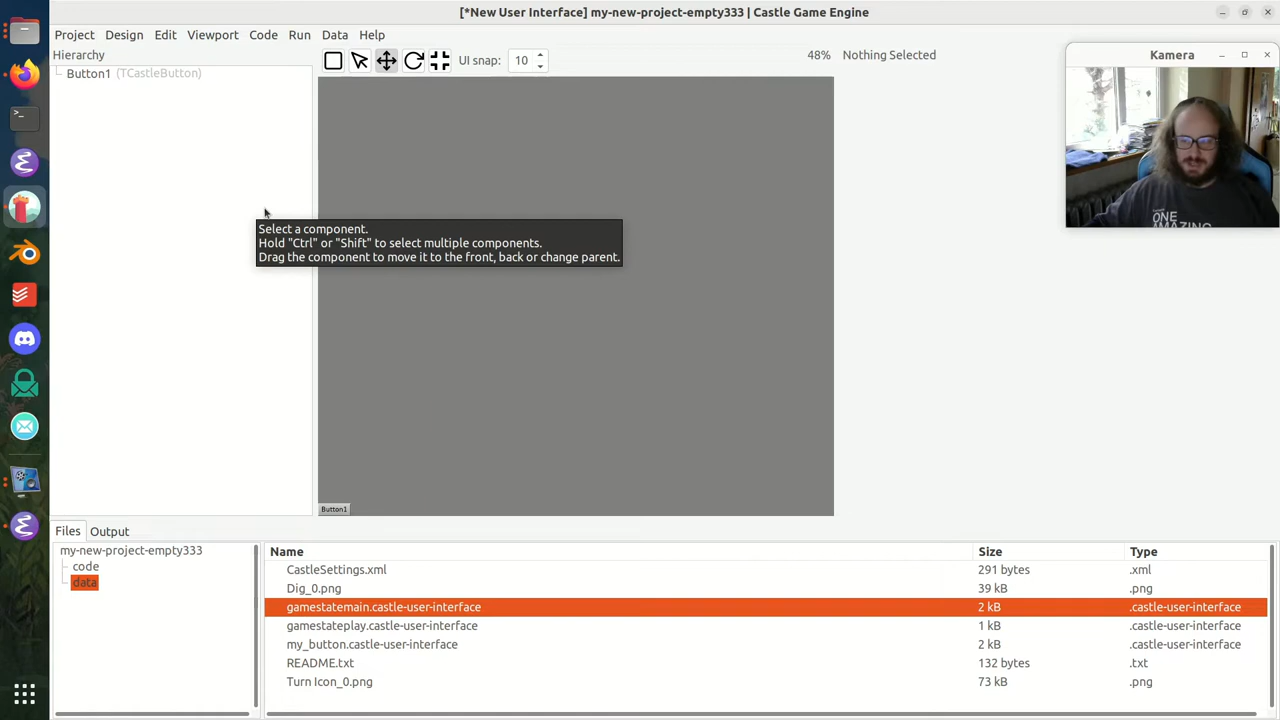 [*New User Interface] my-new-project-empty333 | Castle Game Engine
Project Design Edit Viewport Code Run Data Help
Hierarchy
Button1 (TCastleButton)
UI snap: 10
48% Nothing Selected
Kamera
ONE
AMAZING
Select a component.
Hold "Ctrl" or "Shift" to select multiple components.
Drag the component to move it to the front, back or change parent.
Button1
Files Output
my-new-project-empty333
code
data
Name Size Type
CastleSettings.xml 291 bytes .xml
Dig_0.png 39 kB .png
gamestatemain.castle-user-interface 2 kB .castle-user-interface
gamestateplay.castle-user-interface 1 kB .castle-user-interface
my_button.castle-user-interface 2 kB .castle-user-interface
README.txt 132 bytes .txt
Turn Icon_0.png 73 kB .png